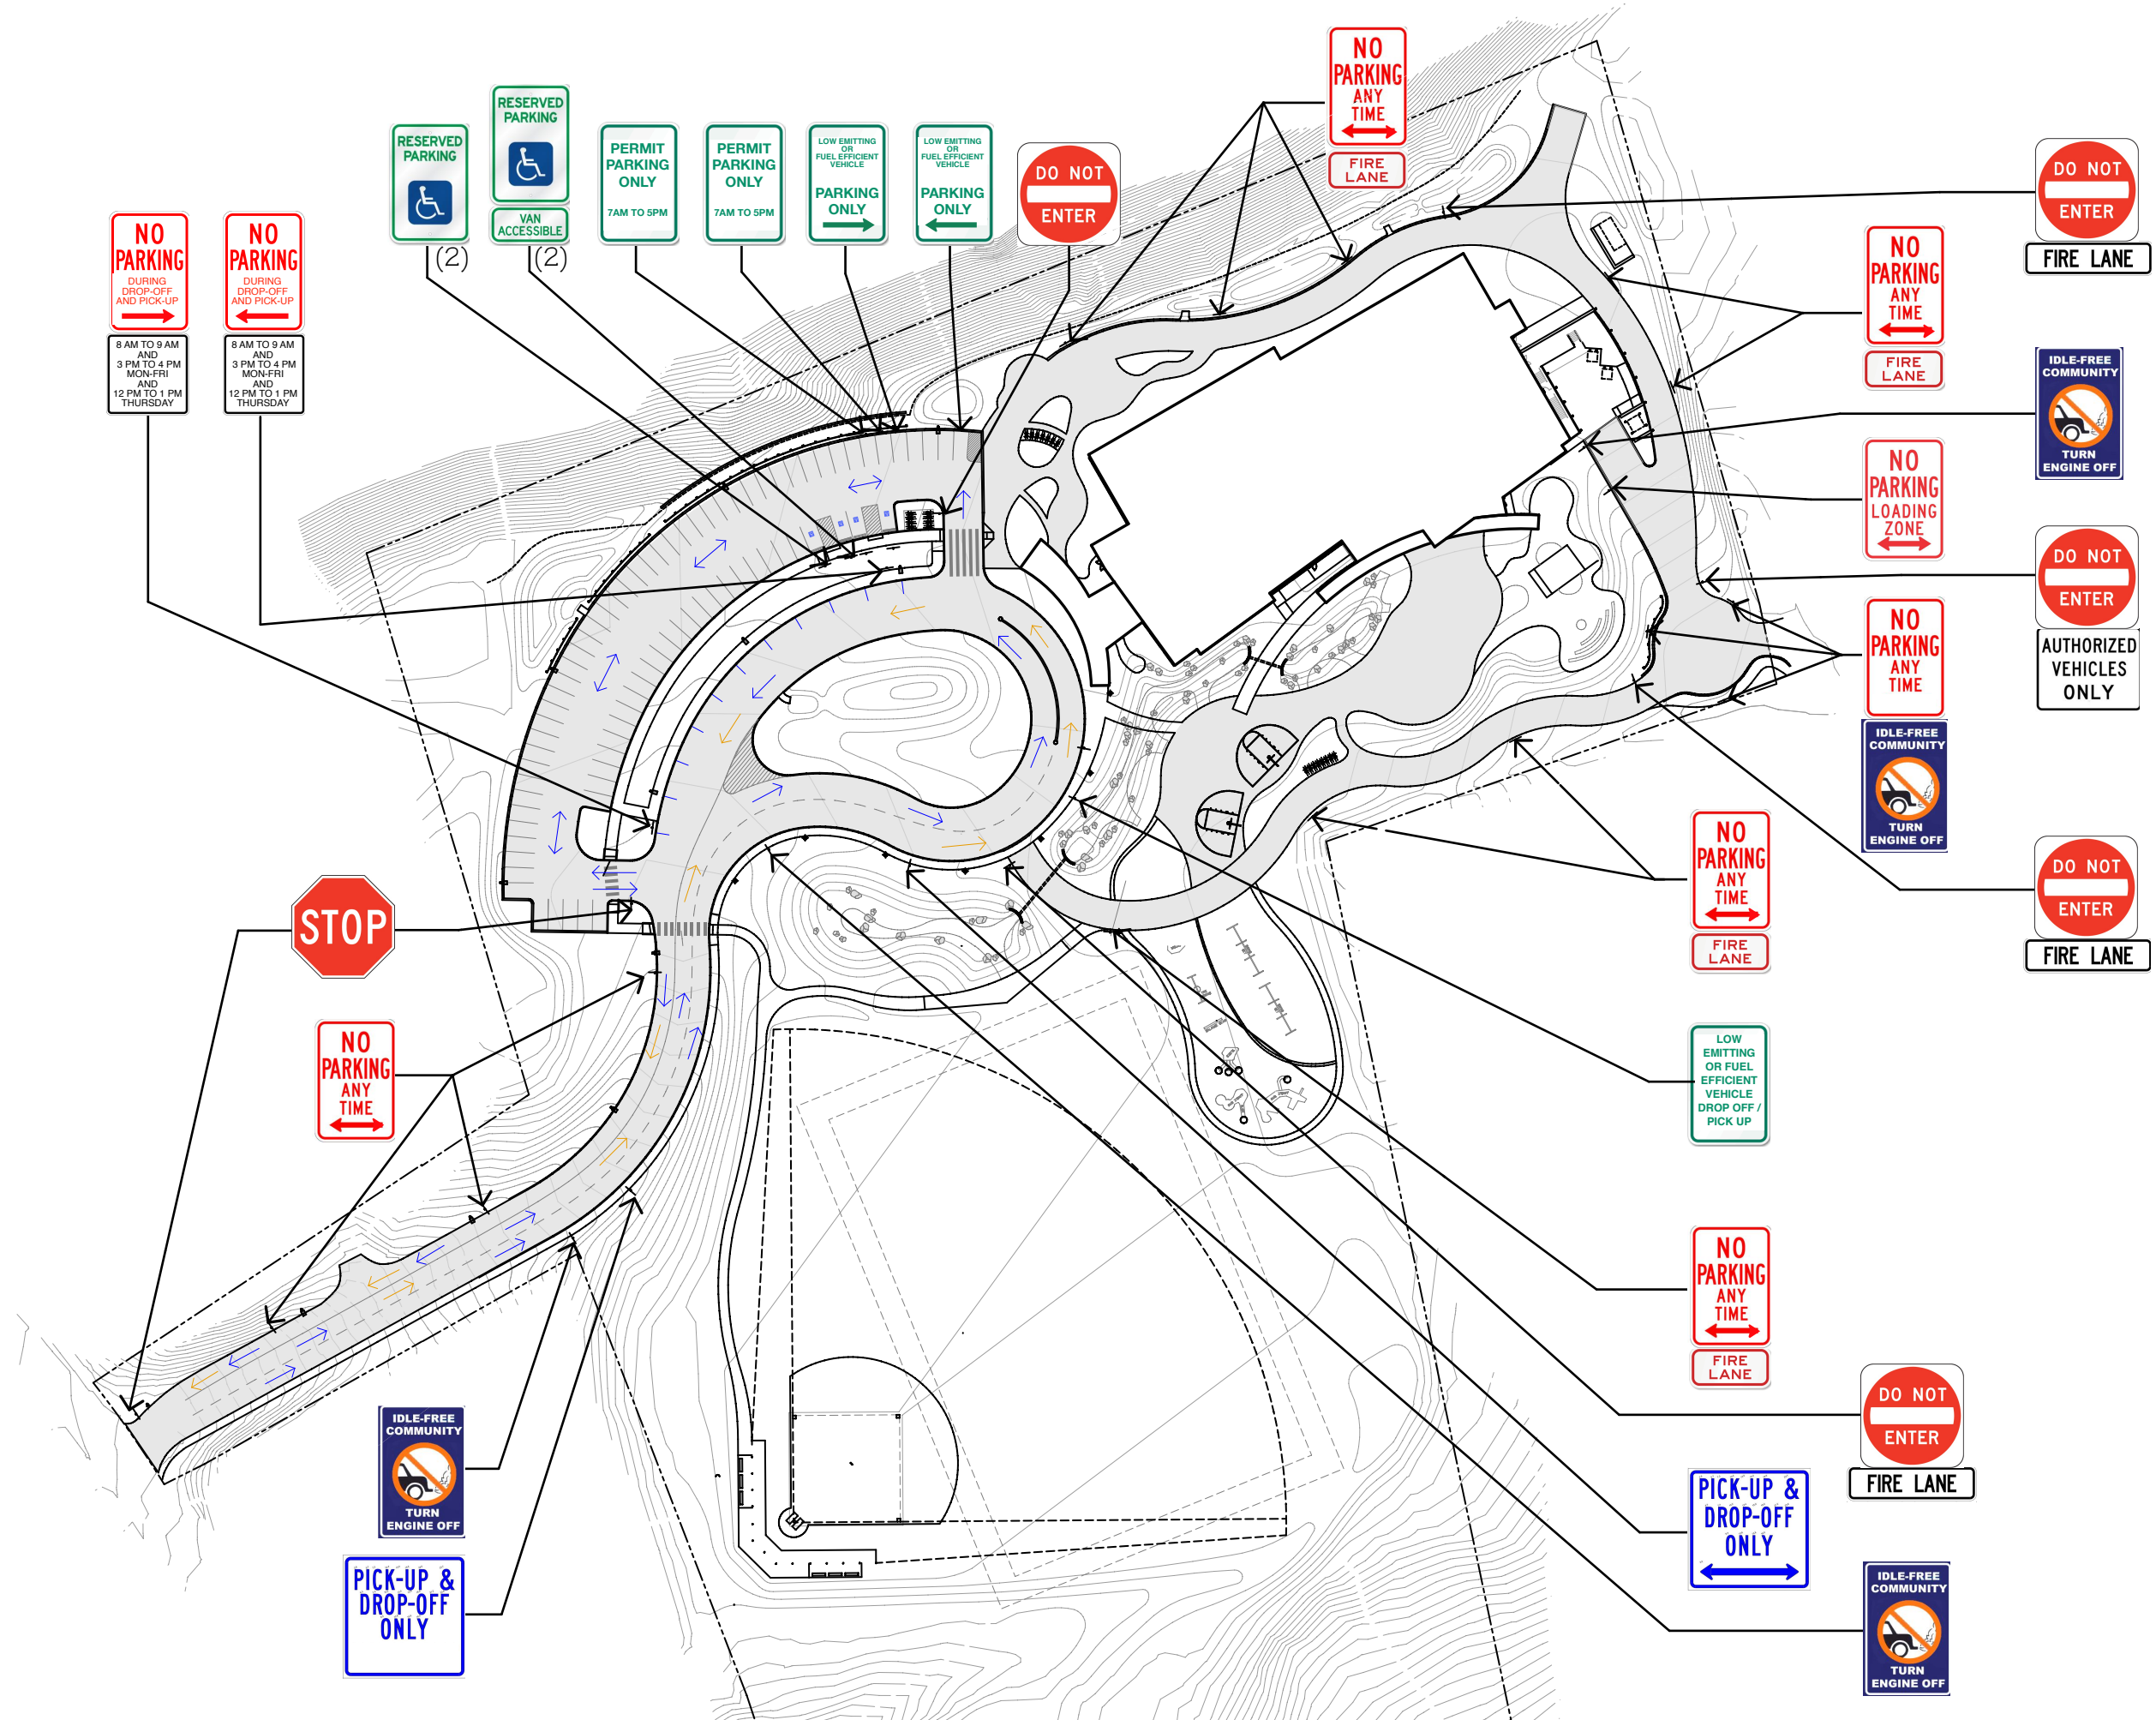 NO
PARKING
ANY
TIME
FIRE
LANE
RESERVED
PARKING
(2)
RESERVED
PARKING
VAN
ACCESSIBLE
(2)
PERMIT
PARKING
ONLY
7AM TO 5PM
PERMIT
PARKING
ONLY
7AM TO 5PM
LOW EMITTING
OR
FUEL EFFICIENT
VEHICLE
PARKING
ONLY
LOW EMITTING
OR
FUEL EFFICIENT
VEHICLE
PARKING
ONLY
DO NOT
ENTER
DO NOT
ENTER
FIRE LANE
NO
PARKING
DURING
DROP-OFF
AND PICK-UP
8 AM TO 9 AM
AND
3 PM TO 4 PM
MON-FRI
AND
12 PM TO 1 PM
THURSDAY
NO
PARKING
DURING
DROP-OFF
AND PICK-UP
8 AM TO 9 AM
AND
3 PM TO 4 PM
MON-FRI
AND
12 PM TO 1 PM
THURSDAY
NO
PARKING
ANY
TIME
FIRE
LANE
IDLE-FREE
COMMUNITY
TURN
ENGINE OFF
NO
PARKING
LOADING
ZONE
DO NOT
ENTER
AUTHORIZED
VEHICLES
ONLY
NO
PARKING
ANY
TIME
IDLE-FREE
COMMUNITY
TURN
ENGINE OFF
NO
PARKING
ANY
TIME
FIRE
LANE
DO NOT
ENTER
FIRE LANE
STOP
NO
PARKING
ANY
TIME
LOW
EMITTING
OR FUEL
EFFICIENT
VEHICLE
DROP OFF /
PICK UP
NO
PARKING
ANY
TIME
FIRE
LANE
DO NOT
ENTER
FIRE LANE
IDLE-FREE
COMMUNITY
TURN
ENGINE OFF
PICK-UP &
DROP-OFF
ONLY
PICK-UP &
DROP-OFF
ONLY
IDLE-FREE
COMMUNITY
TURN
ENGINE OFF